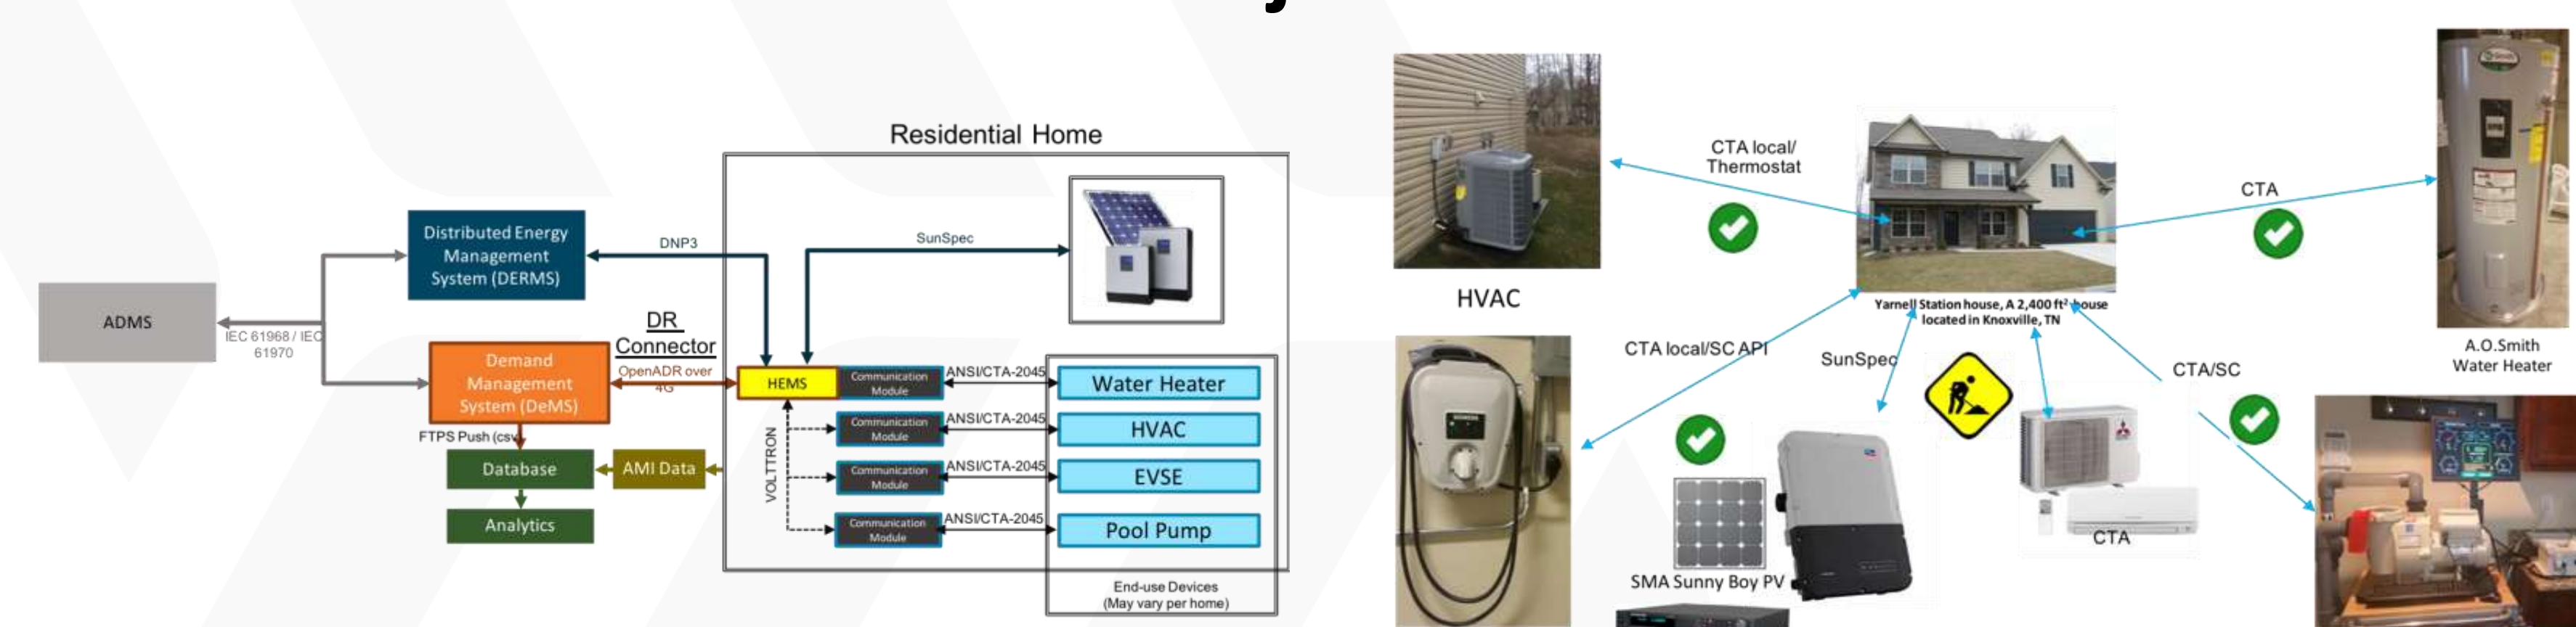 Residential Home
Distributed Energy
Management
System (DERMS)
DNP3
SunSpec
ADMS
IEC 61968 / IEC
61970
DR
Connector
OpenADR over
4G
Demand
Management
System (DeMS)
HEMS
Communication
Module
ANSI/CTA-2045
Water Heater
Communication
Module
ANSI/CTA-2045
HVAC
Communication
Module
ANSI/CTA-2045
EVSE
Communication
Module
ANSI/CTA-2045
Pool Pump
VOLTTRON
FTPS Push (csv)
Database
AMI Data
Analytics
End-use Devices
(May vary per home)
HVAC
CTA local/
Thermostat
CTA
Yarnell Station house, A 2,400 ft² house
located in Knoxville, TN
A.O.Smith
Water Heater
CTA local/SC API
SunSpec
CTA/SC
CTA
SMA Sunny Boy PV